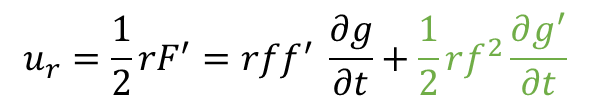 $u_r = \frac{1}{2} r F' = r f f' \frac{\partial g}{\partial t} + \frac{1}{2} r f^2 \frac{\partial g'}{\partial t}$